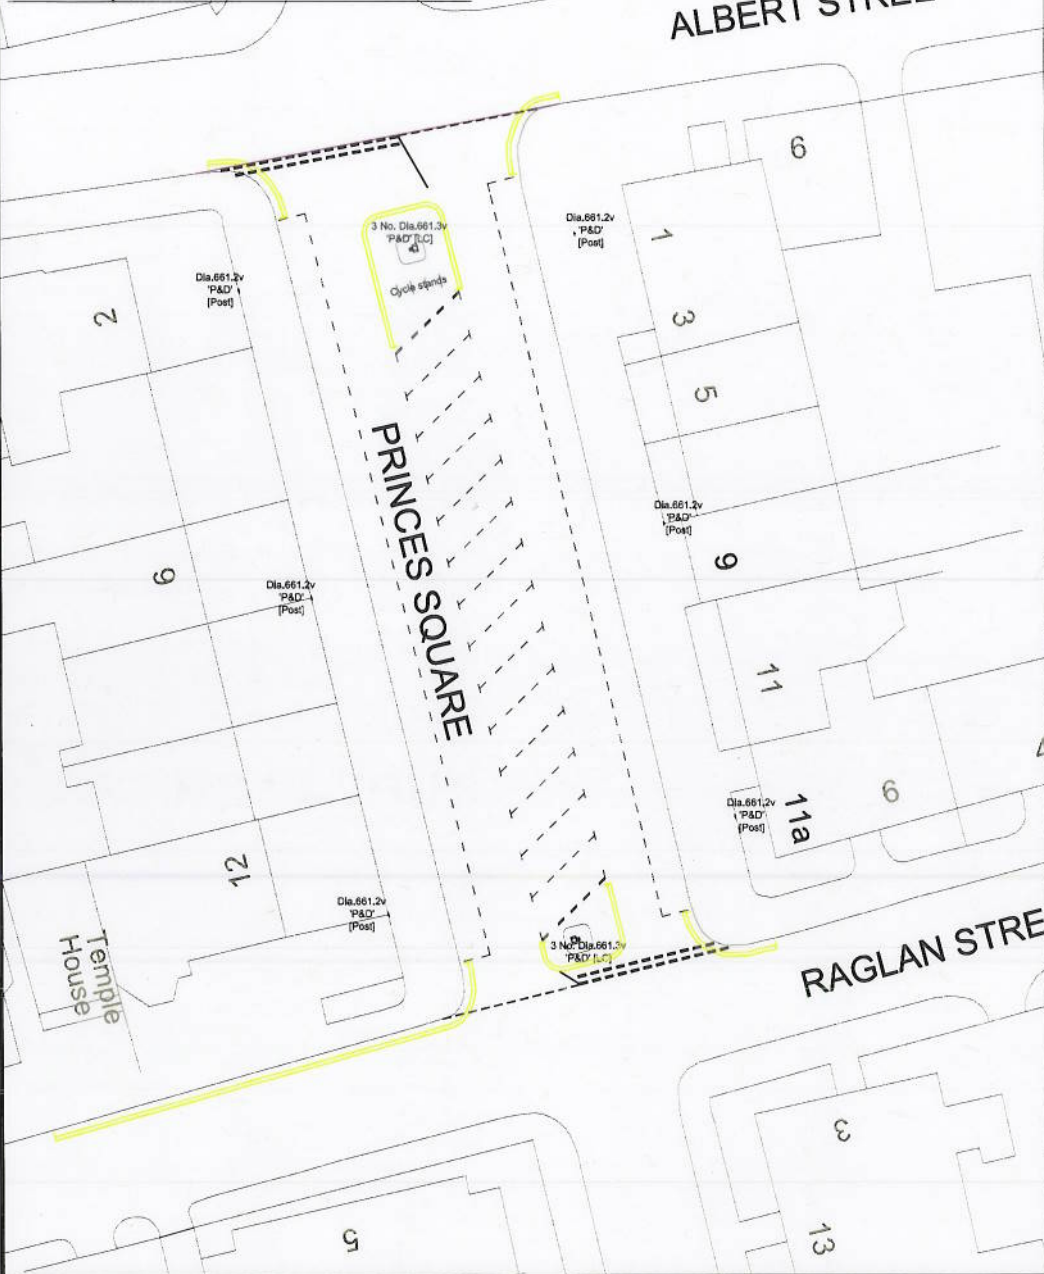 ALBERT STREE
6
3 No. Dia.661.3v
'P&D' [LC]
Cycle stands
Dia.661.2v
'P&D'
[Post]
1
Dia.661.2v
'P&D'
[Post]
2
3
5
PRINCES SQUARE
Dia.661.2v
'P&D'
[Post]
9
Dia.661.2v
'P&D'
[Post]
9
11
Dia.661.2v
'P&D'
[Post]
11a
6
12
Dia.661.2v
'P&D'
[Post]
3 No. Dia.661.3v
'P&D' [LC]
Temple
House
RAGLAN STRE
3
5
13